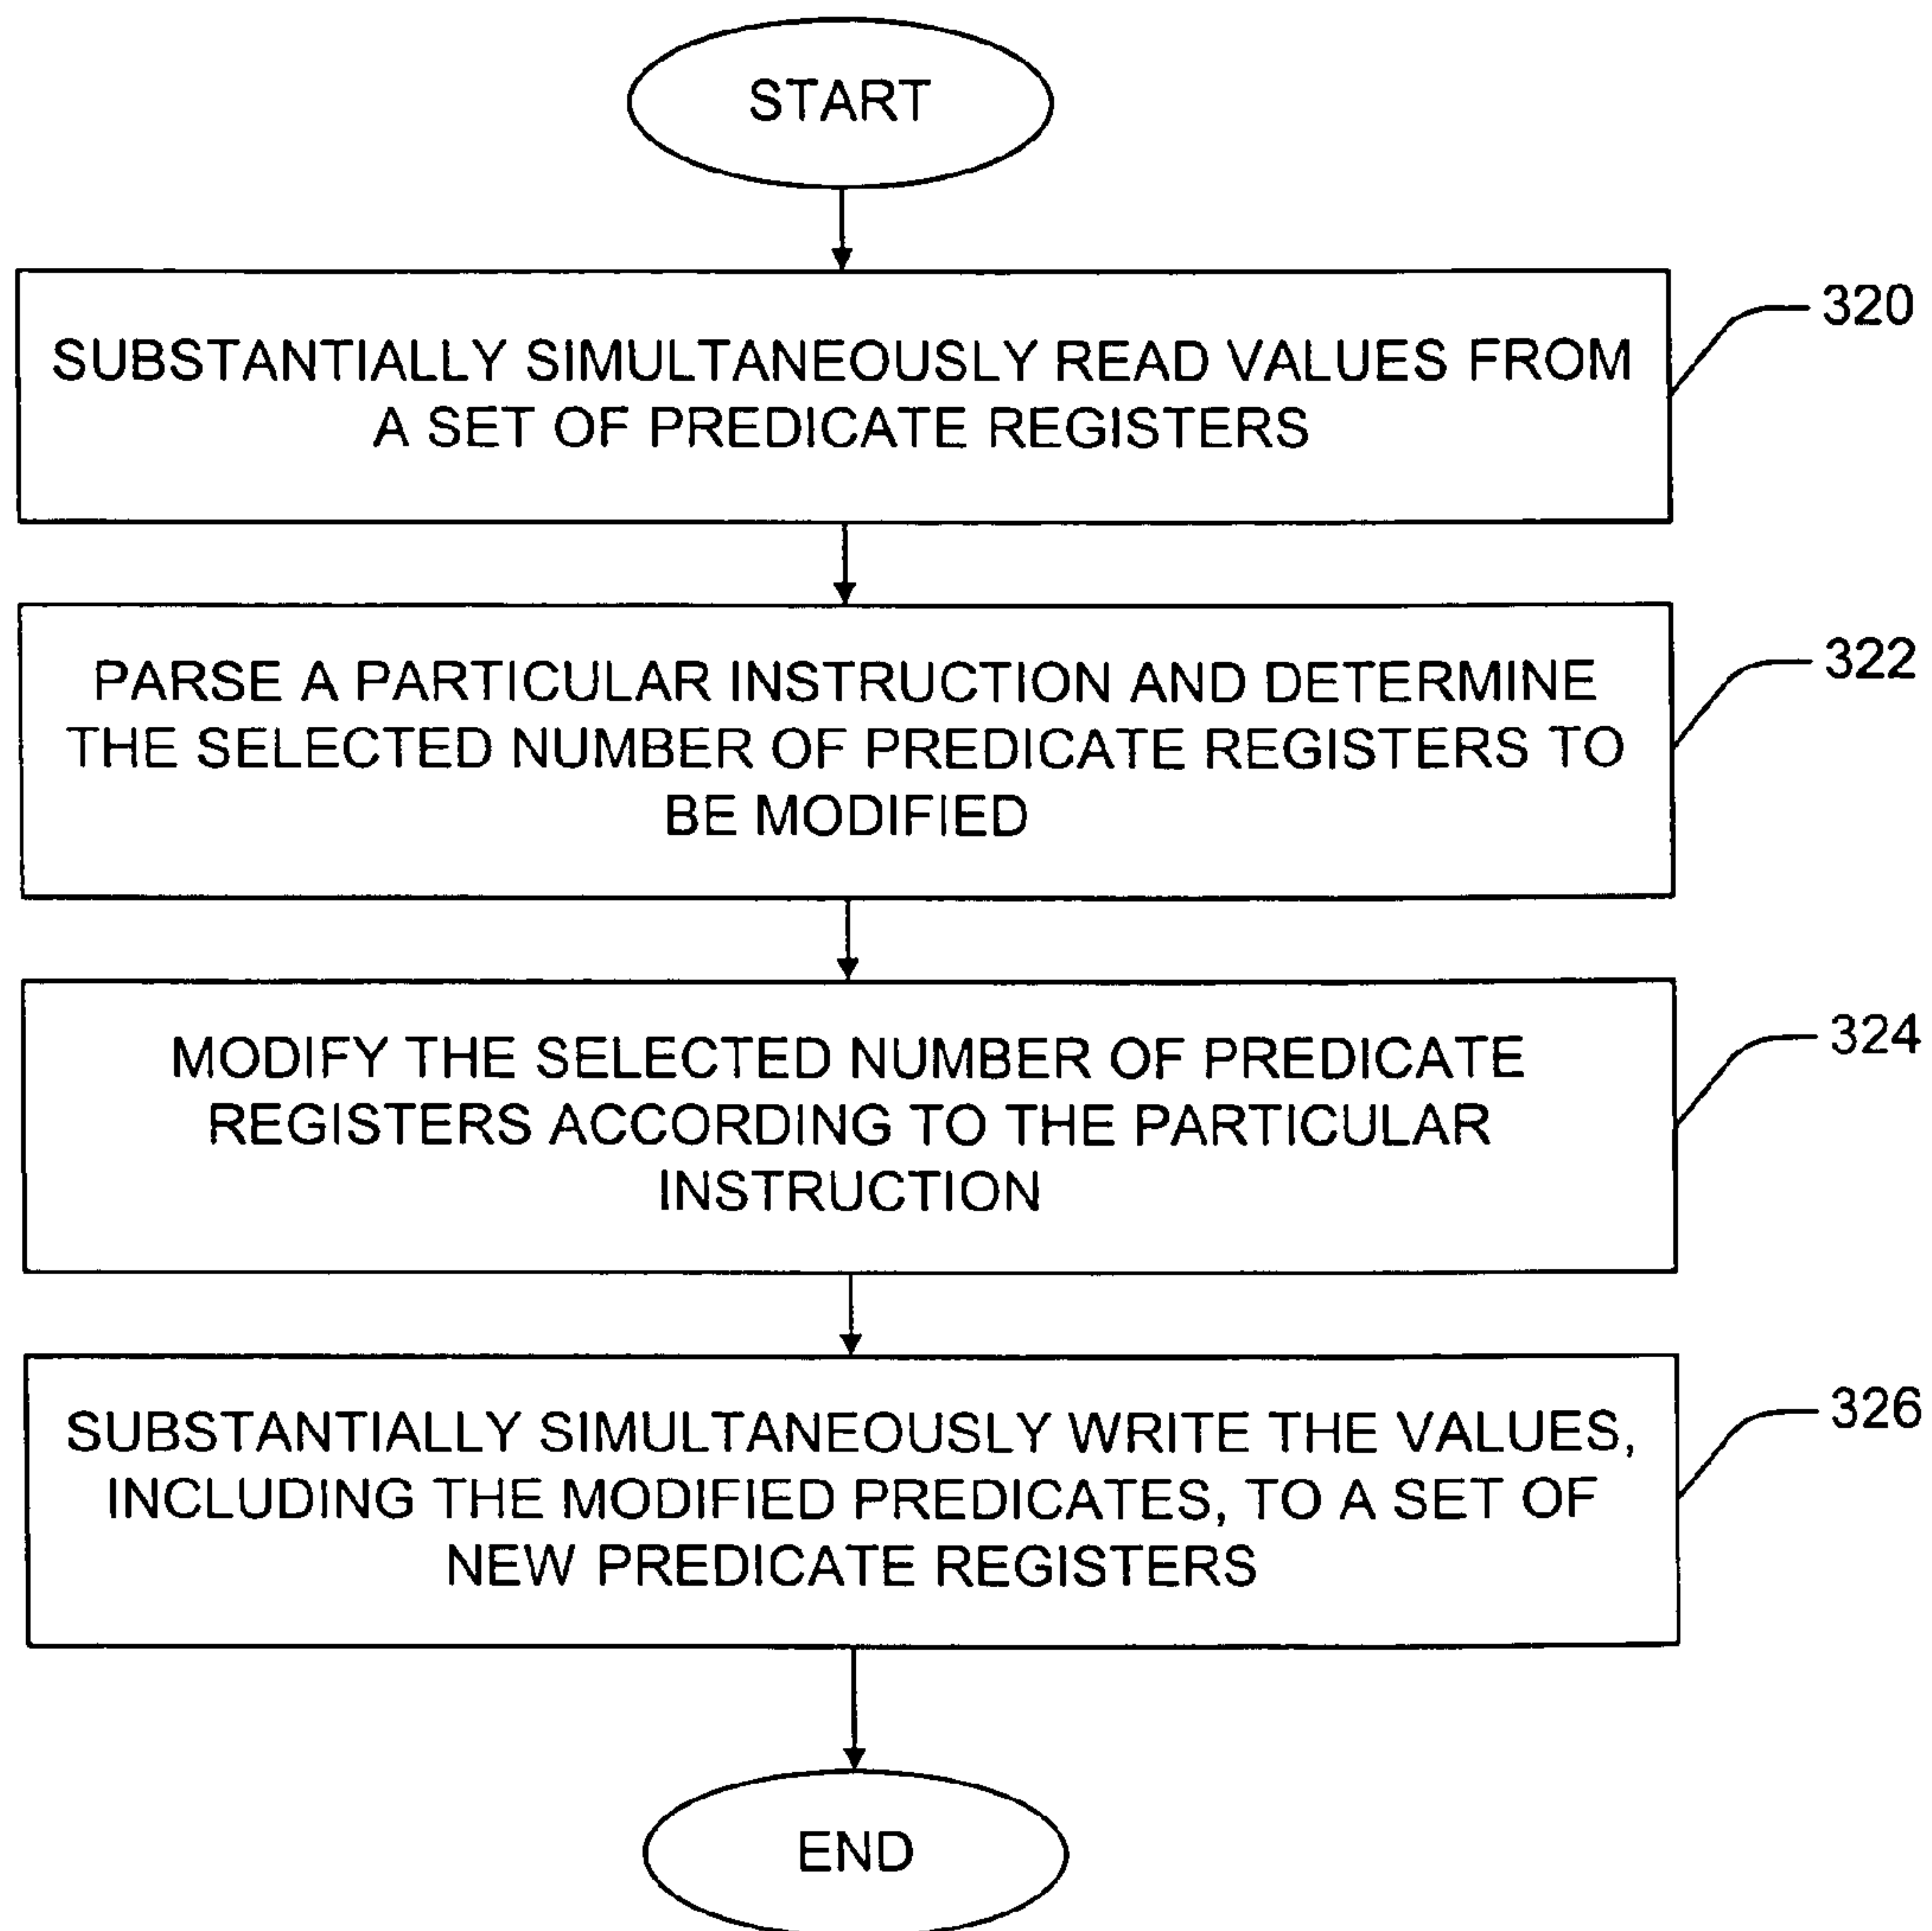 START
320
SUBSTANTIALLY SIMULTANEOUSLY READ VALUES FROM
A SET OF PREDICATE REGISTERS
322
PARSE A PARTICULAR INSTRUCTION AND DETERMINE
THE SELECTED NUMBER OF PREDICATE REGISTERS TO
BE MODIFIED
324
MODIFY THE SELECTED NUMBER OF PREDICATE
REGISTERS ACCORDING TO THE PARTICULAR
INSTRUCTION
326
SUBSTANTIALLY SIMULTANEOUSLY WRITE THE VALUES,
INCLUDING THE MODIFIED PREDICATES, TO A SET OF
NEW PREDICATE REGISTERS
END